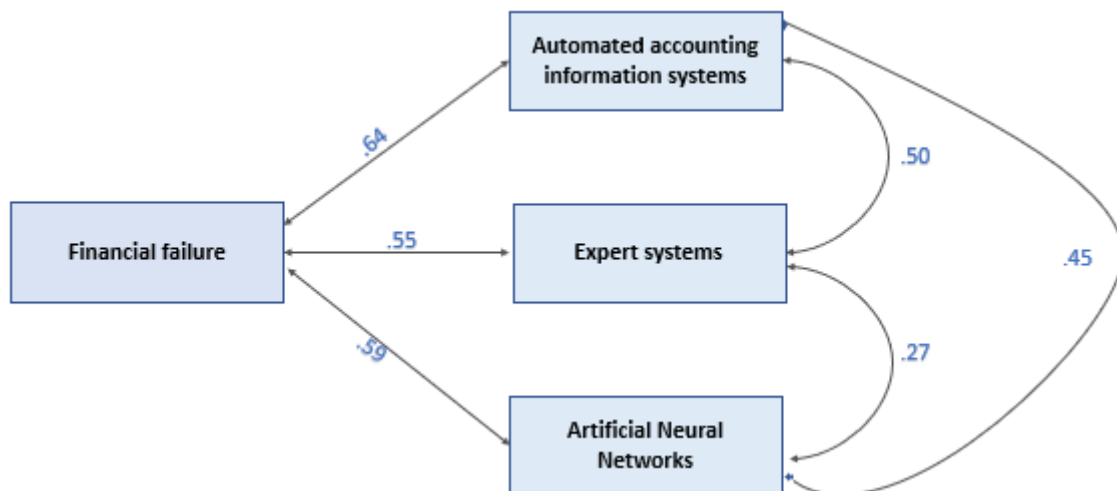 Automated accounting
information systems
.64
.50
Financial failure
.55
Expert systems
.45
.59
.27
Artificial Neural
Networks